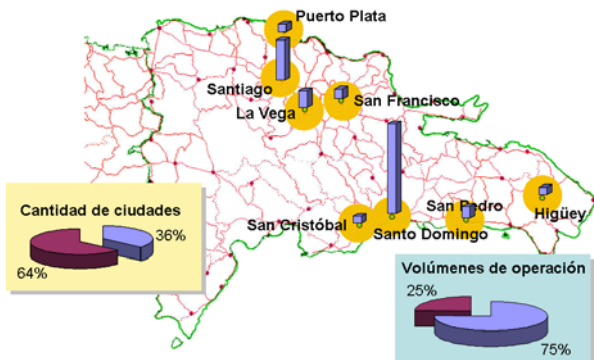 Puerto Plata
Santiago
San Francisco
La Vega
San Pedro
Higüey
San Cristóbal
Santo Domingo
Cantidad de ciudades
36%
64%
Volúmenes de operación
25%
75%